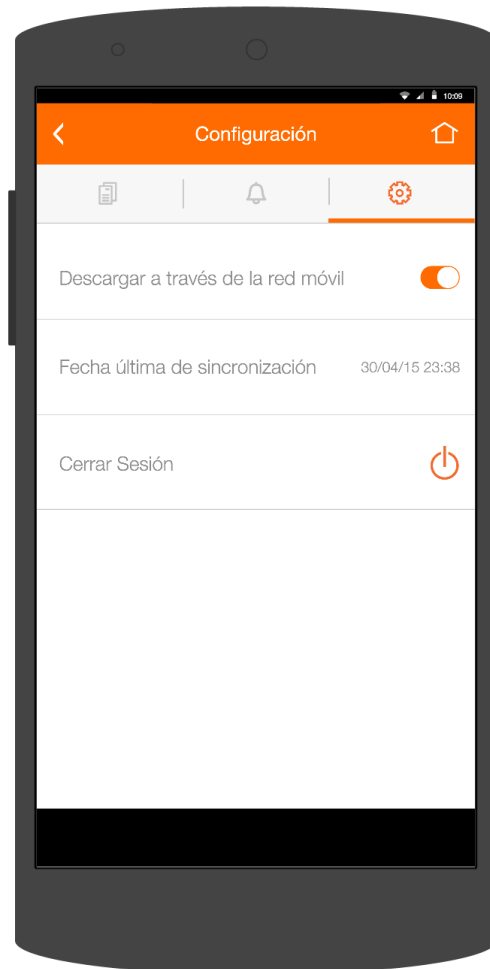 10:09
Configuración
Descargar a través de la red móvil
Fecha última de sincronización 30/04/15 23:38
Cerrar Sesión